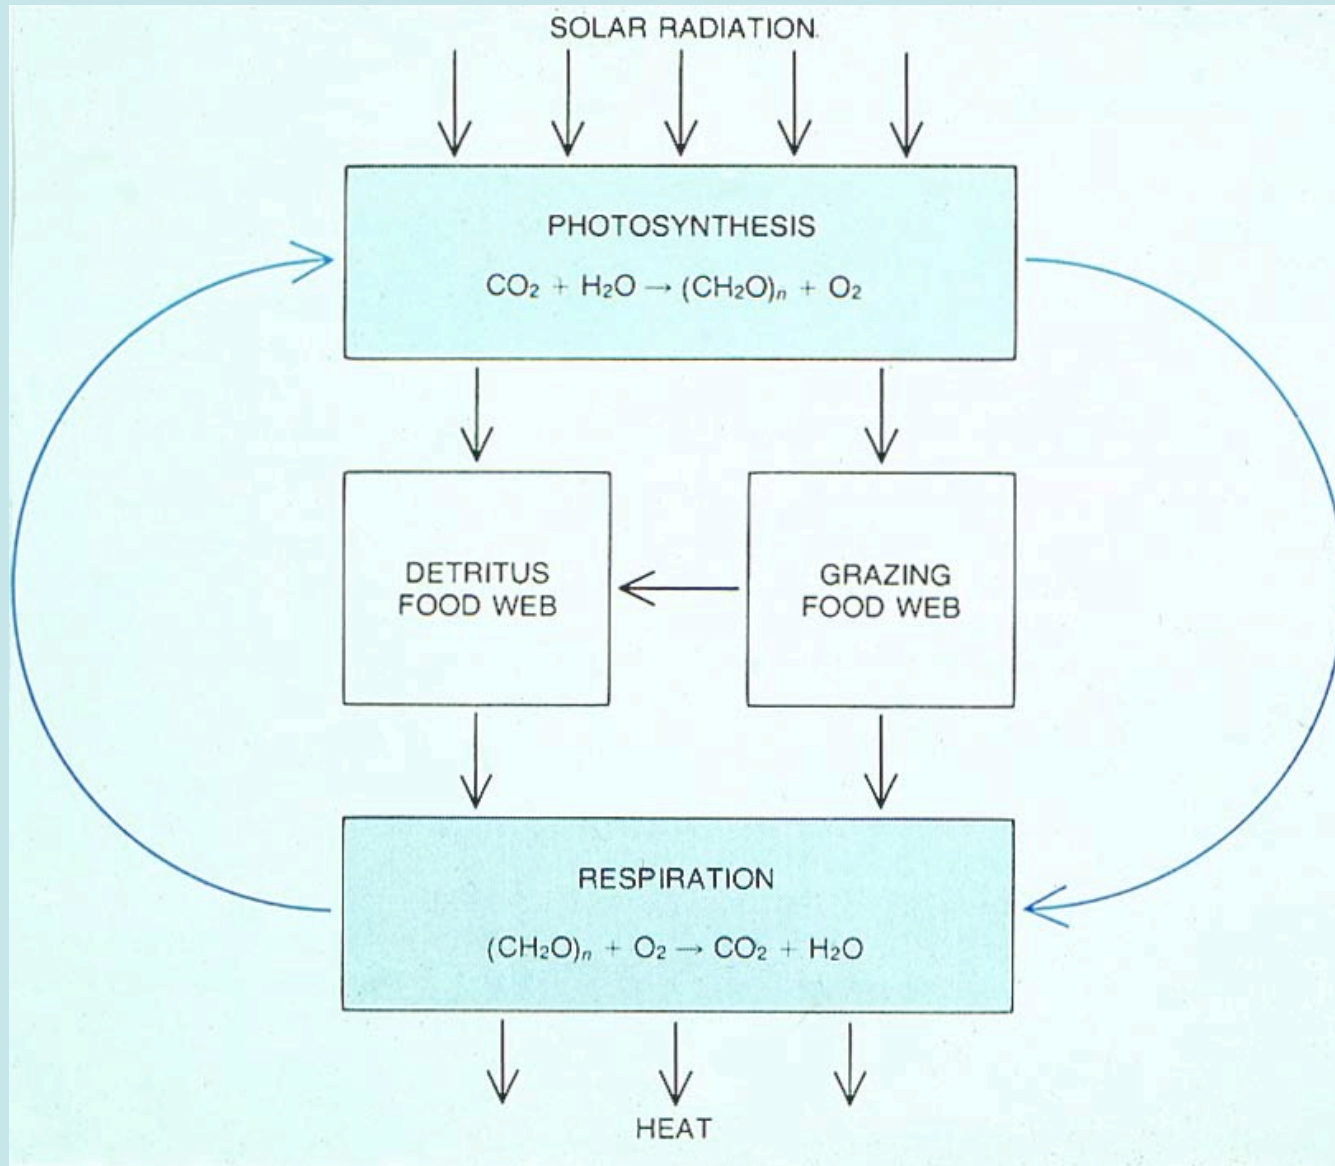 SOLAR RADIATION.
PHOTOSYNTHESIS
CO₂ + H₂O → (CH₂O)ₙ + O₂
DETRITUS
FOOD WEB
GRAZING
FOOD WEB
RESPIRATION
(CH₂O)ₙ + O₂ → CO₂ + H₂O
HEAT